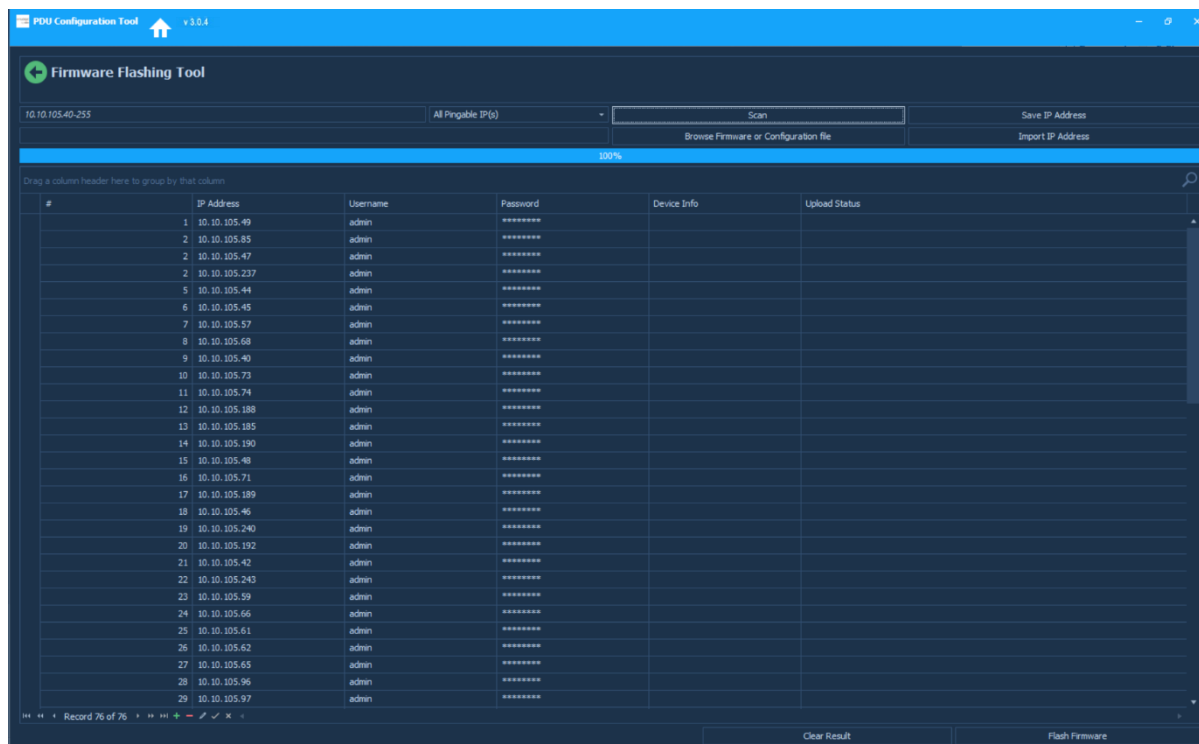 PDU Configuration Tool v 3.0.4
Firmware Flashing Tool
10.10.105.40-255 All Pingable IP(s) Scan Save IP Address
Browse Firmware or Configuration file Import IP Address
100%
Drag a column header here to group by that column
# IP Address Username Password Device Info Upload Status
1 10.10.105.49 admin ********
2 10.10.105.85 admin ********
2 10.10.105.47 admin ********
2 10.10.105.237 admin ********
5 10.10.105.44 admin ********
6 10.10.105.45 admin ********
7 10.10.105.57 admin ********
8 10.10.105.68 admin ********
9 10.10.105.40 admin ********
10 10.10.105.73 admin ********
11 10.10.105.74 admin ********
12 10.10.105.188 admin ********
13 10.10.105.185 admin ********
14 10.10.105.190 admin ********
15 10.10.105.48 admin ********
16 10.10.105.71 admin ********
17 10.10.105.189 admin ********
18 10.10.105.46 admin ********
19 10.10.105.240 admin ********
20 10.10.105.192 admin ********
21 10.10.105.42 admin ********
22 10.10.105.243 admin ********
23 10.10.105.59 admin ********
24 10.10.105.66 admin ********
25 10.10.105.61 admin ********
26 10.10.105.62 admin ********
27 10.10.105.65 admin ********
28 10.10.105.96 admin ********
29 10.10.105.97 admin ********
Record 76 of 76
Clear Result Flash Firmware